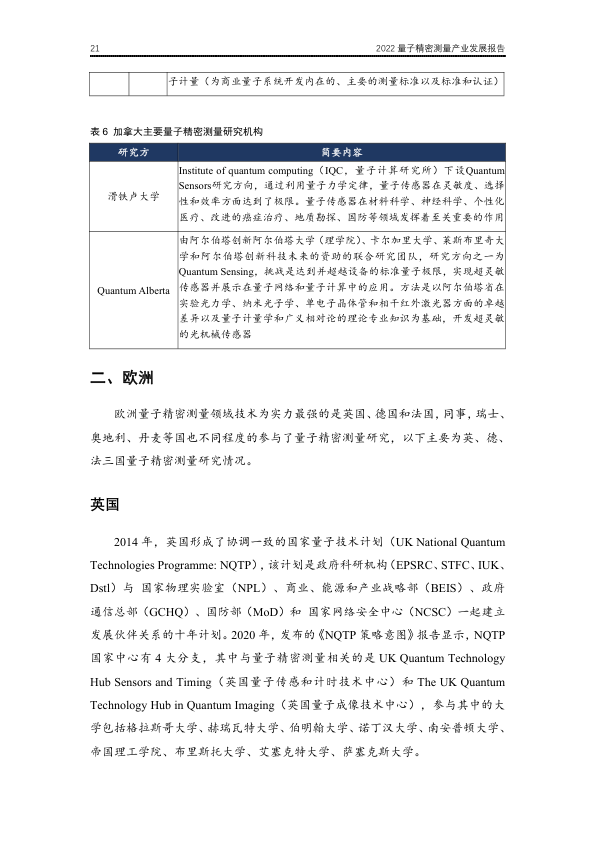 21
2022 量子精密测量产业发展报告
子计量（为商业量子系统开发内在的、主要的测量标准以及标准和认证）
表 6 加拿大主要量子精密测量研究机构
研究方
简要内容
滑铁卢大学
Institute of quantum computing（IQC，量子计算研究所）下设Quantum
Sensors研究方向，通过利用量子力学定律，量子传感器在灵敏度、选择
性和效率方面达到了极限。量子传感器在材料科学、神经科学、个性化
医疗、改进的癌症治疗、地质勘探、国防等领域发挥着至关重要的作用
Quantum Alberta
由阿尔伯塔创新阿尔伯塔大学（理学院）、卡尔加里大学、莱斯布里奇大
学和阿尔伯塔创新科技未来的资助的联合研究团队，研究方向之一为
Quantum Sensing，挑战是达到并超越设备的标准量子极限，实现超灵敏
传感器并展示在量子网络和量子计算中的应用。方法是以阿尔伯塔省在
实验光力学、纳米光子学、单电子晶体管和相干红外激光器方面的卓越
差异以及量子计量学和广义相对论的理论专业知识为基础，开发超灵敏
的光机械传感器
二、欧洲
欧洲量子精密测量领域技术为实力最强的是英国、德国和法国，同事，瑞士、
奥地利、丹麦等国也不同程度的参与了量子精密测量研究，以下主要为英、德、
法三国量子精密测量研究情况。
英国
2014 年，英国形成了协调一致的国家量子技术计划（UK National Quantum
Technologies Programme: NQTP），该计划是政府科研机构（EPSRC、STFC、IUK、
Dstl）与 国家物理实验室（NPL）、商业、能源和产业战略部（BEIS）、政府
通信总部（GCHQ）、国防部（MoD）和 国家网络安全中心（NCSC）一起建立
发展伙伴关系的十年计划。2020 年，发布的《NQTP 策略意图》报告显示，NQTP
国家中心有 4 大分支，其中与量子精密测量相关的是 UK Quantum Technology
Hub Sensors and Timing（英国量子传感和计时技术中心）和 The UK Quantum
Technology Hub in Quantum Imaging（英国量子成像技术中心），参与其中的大
学包括格拉斯哥大学、赫瑞瓦特大学、伯明翰大学、诺丁汉大学、南安普顿大学、
帝国理工学院、布里斯托大学、艾塞克特大学、萨塞克斯大学。